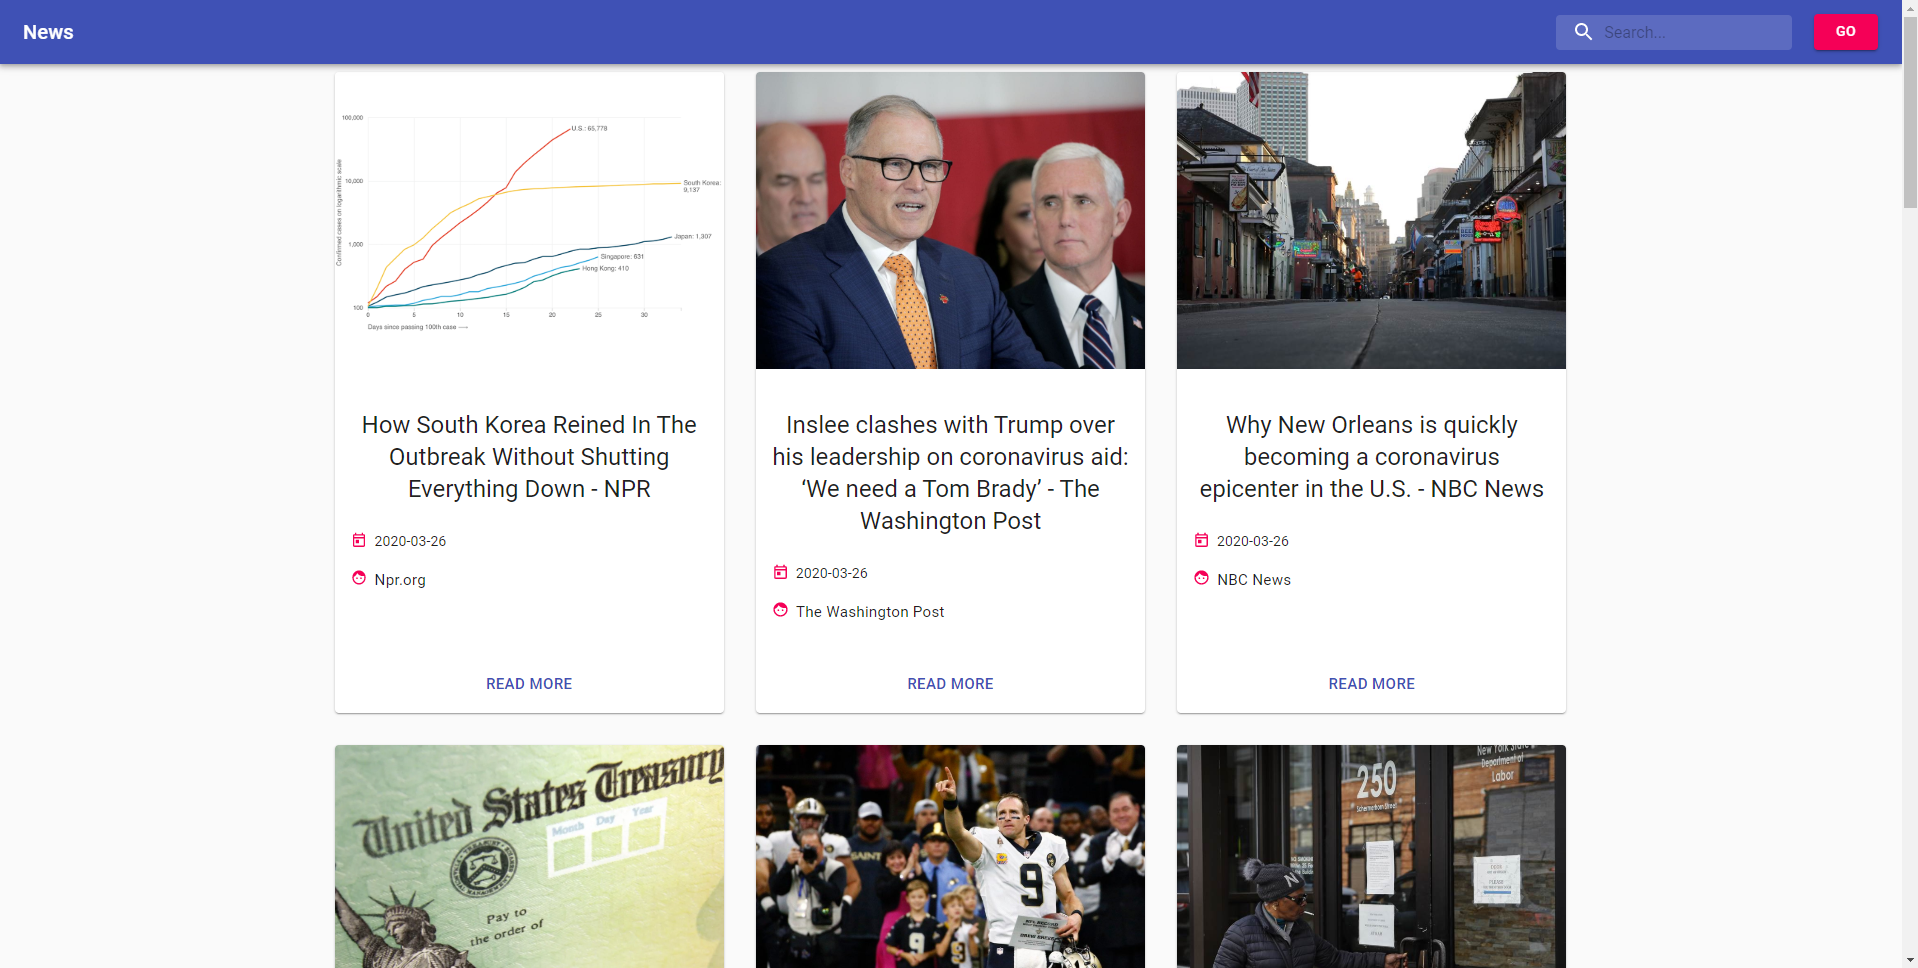 News
Search...
GO
100,000
10,000
1,000
100
Confirmed cases on logarithmic scale
U.S.: 65,778
South Korea:
9,137
Japan: 1,307
Singapore: 631
Hong Kong: 410
0 5 10 15 20 25 30
Days since passing 100th case
How South Korea Reined In The
Outbreak Without Shutting
Everything Down - NPR
2020-03-26
Npr.org
READ MORE
Inslee clashes with Trump over
his leadership on coronavirus aid:
‘We need a Tom Brady’ - The
Washington Post
2020-03-26
The Washington Post
READ MORE
Why New Orleans is quickly
becoming a coronavirus
epicenter in the U.S. - NBC News
2020-03-26
NBC News
READ MORE
United States Treasury
Month Day Year
Pay to
the order of
SAINT
9
9
New York State
Department of
Labor
250
Schermerhorn Street
N